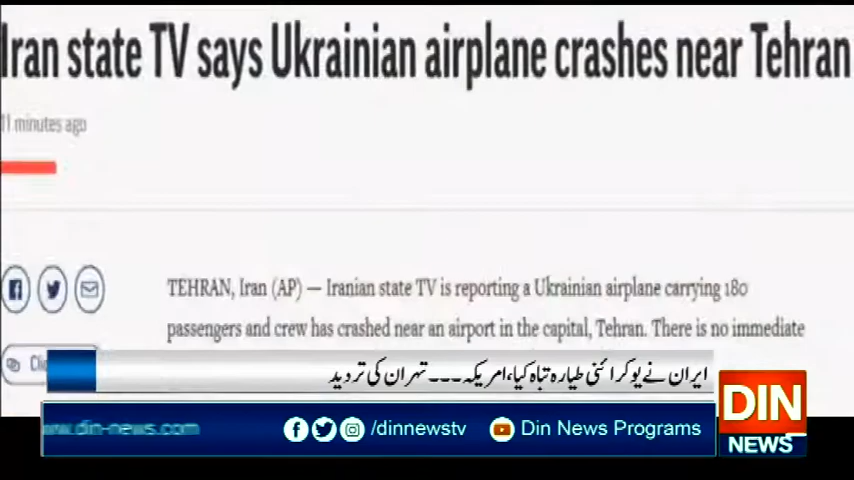 Iran state TV says Ukrainian airplane crashes near Tehran
11 minutes ago
TEHRAN, Iran (AP) — Iranian state TV is reporting a Ukrainian airplane carrying 180
passengers and crew has crashed near an airport in the capital, Tehran. There is no immediate
ایران نے یوکرائنی طیارہ تباہ کیا، امریکہ۔۔۔ تہران کی تردید
www.din-news.com
/dinnewstv
Din News Programs
DIN
NEWS